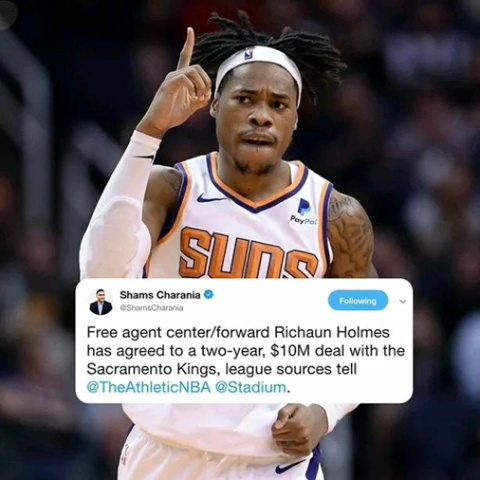 PayPal
SUNS
Shams Charania
@ShamsCharania
Following
Free agent center/forward Richaun Holmes
has agreed to a two-year, $10M deal with the
Sacramento Kings, league sources tell
@TheAthleticNBA @Stadium.